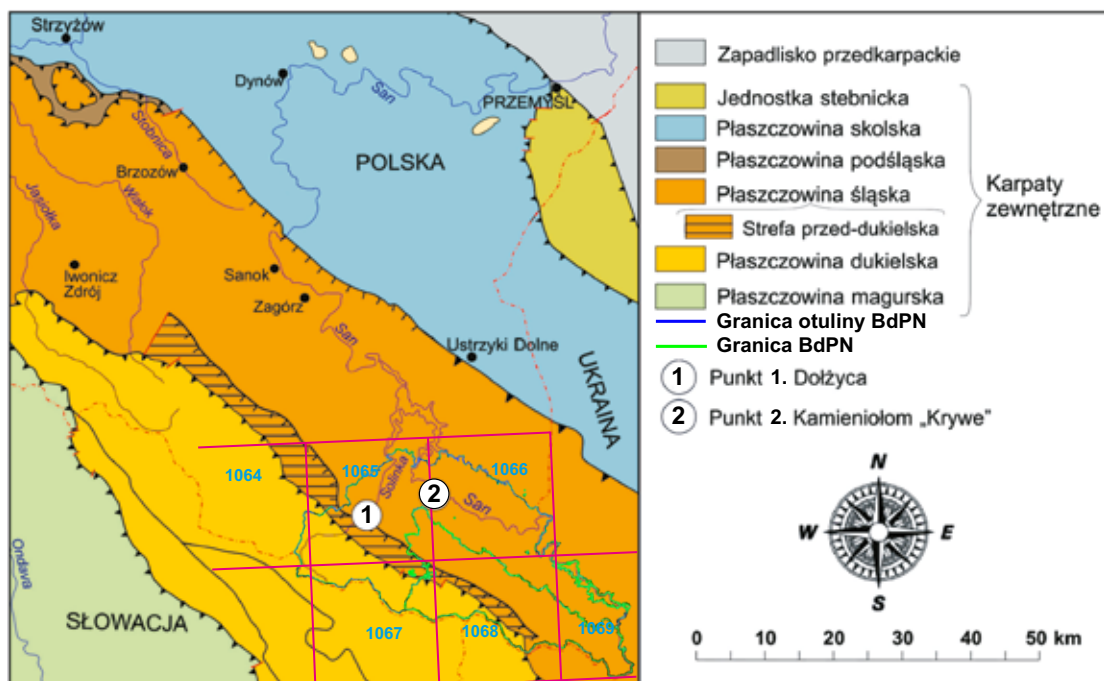 Strzyżów
Dynów
San
PRZEMYŚL
Stobnica
POLSKA
Brzozów
Jasiołka
Wałok
Iwonicz
Zdrój
Sanok
Zagórz
San
Ustrzyki Dolne
UKRAINA
1064
1065
1066
Solinka
2
San
1
Ondava
SŁOWACJA
1067
1068
1069
Zapadlisko przedkarpackie
Jednostka stebnicka
Płaszczowina skolska
Płaszczowina podśląska
Płaszczowina śląska
Strefa przed-dukielska
Płaszczowina dukielska
Płaszczowina magurska
Karpaty
zewnętrzne
Granica otuliny BdPN
Granica BdPN
1 Punkt 1. Dołżyca
2 Punkt 2. Kamieniołom „Krywe”
N
W E
S
0 10 20 30 40 50 km